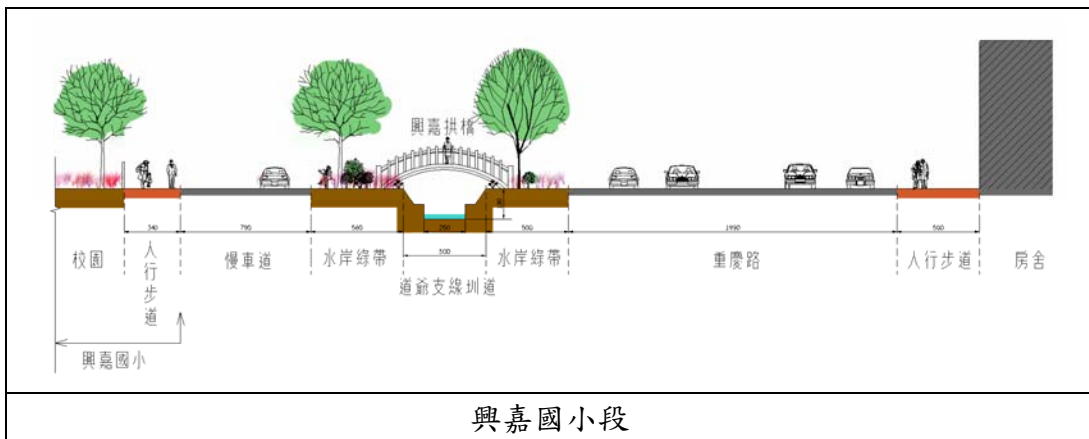 興嘉拱橋
340
795
560
250
500
500
1990
500
校園
人行步道
慢車道
水岸綠帶
道爺支線圳道
水岸綠帶
重慶路
人行步道
房舍
興嘉國小
興嘉國小段